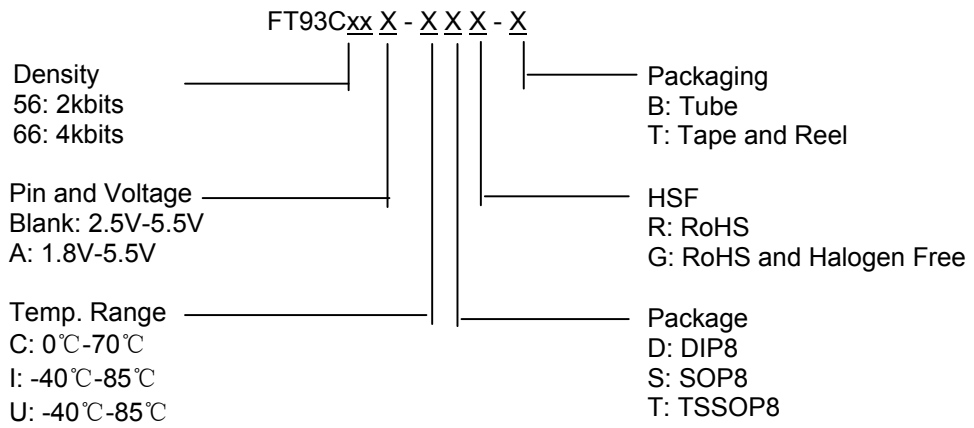 FT93Cxx X - X X X - X
Density
56: 2kbits
66: 4kbits
Pin and Voltage
Blank: 2.5V-5.5V
A: 1.8V-5.5V
Temp. Range
C: 0℃-70℃
I: -40℃-85℃
U: -40℃-85℃
Packaging
B: Tube
T: Tape and Reel
HSF
R: RoHS
G: RoHS and Halogen Free
Package
D: DIP8
S: SOP8
T: TSSOP8